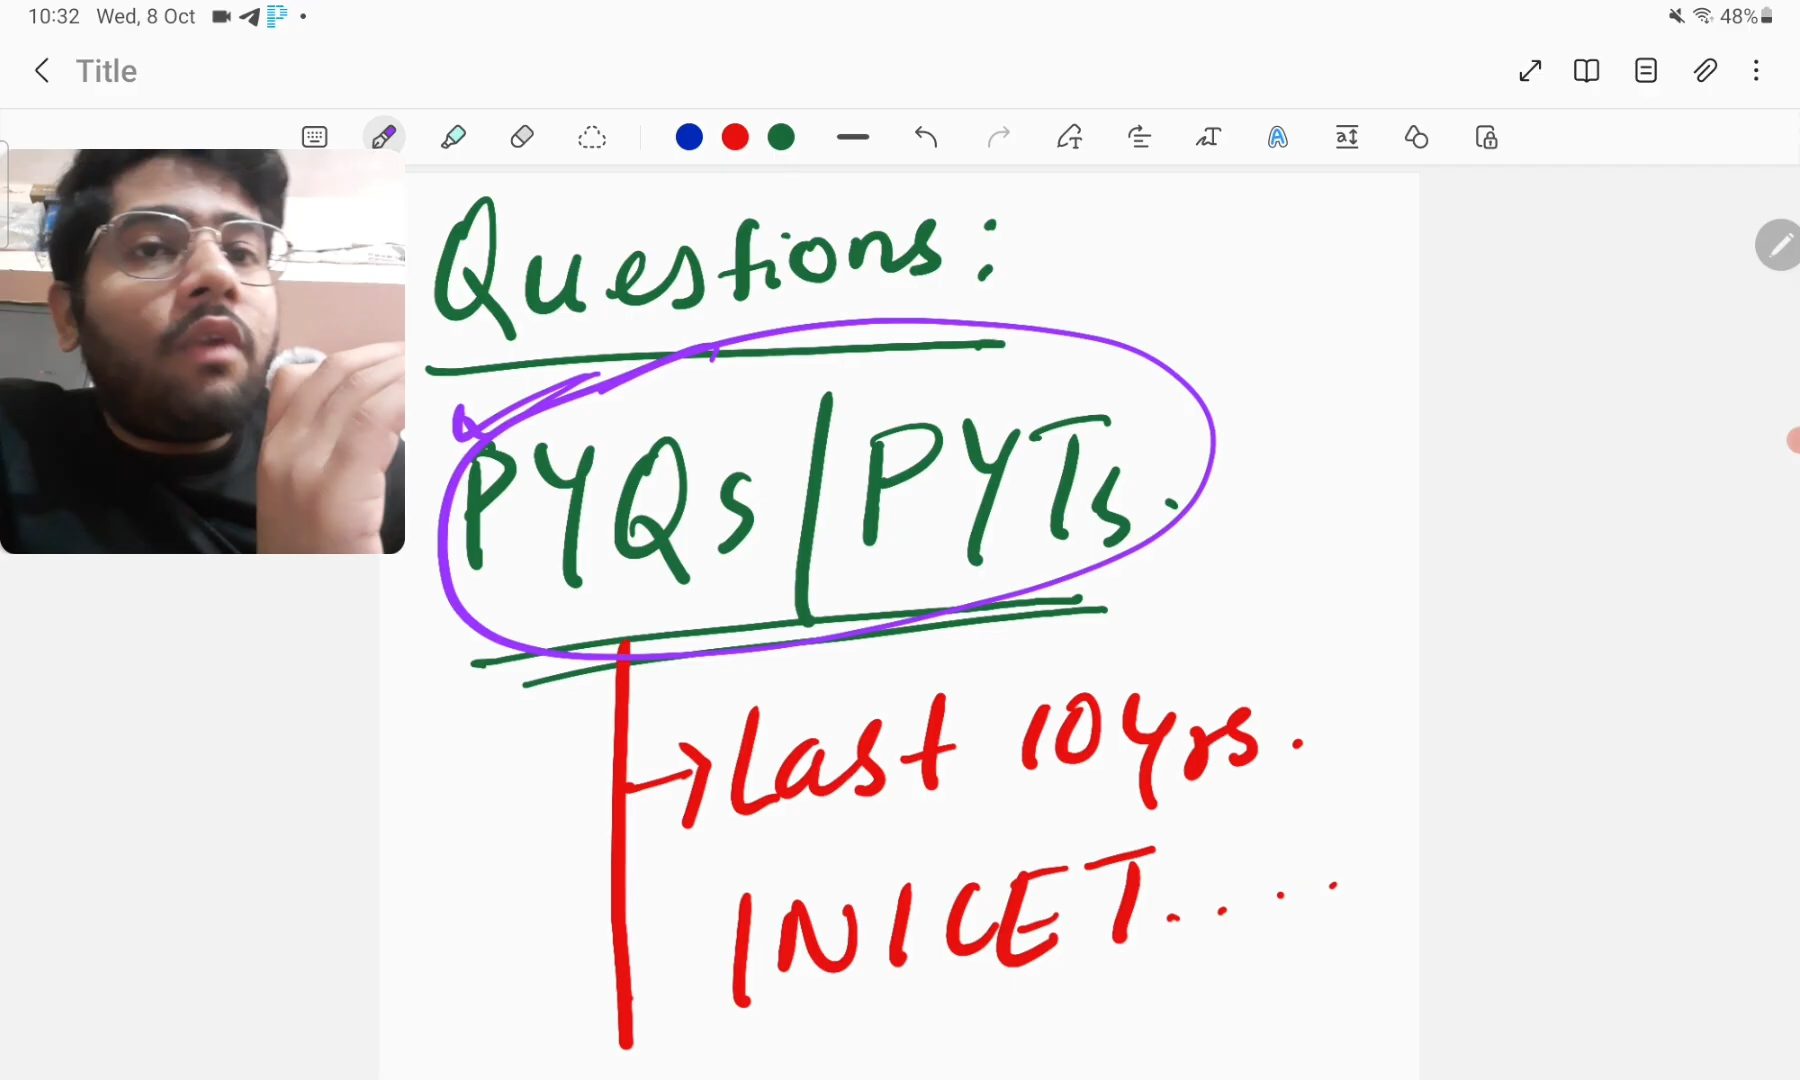 10:32 Wed, 8 Oct
48%
Title
Questions:
PYQs/PYTs.
Last 10 Yrs.
INICET.....